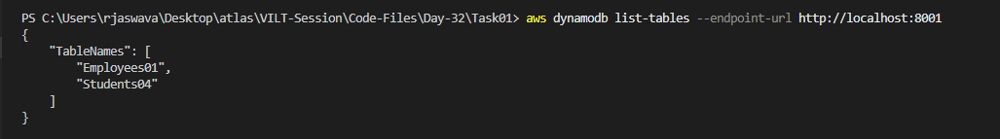 PS C:\Users\rjaswava\Desktop\atlas\VILT-Session\Code-Files\Day-32\Task01> aws dynamodb list-tables --endpoint-url http://localhost:8001
{
    "TableNames": [
        "Employees01",
        "Students04"
    ]
}